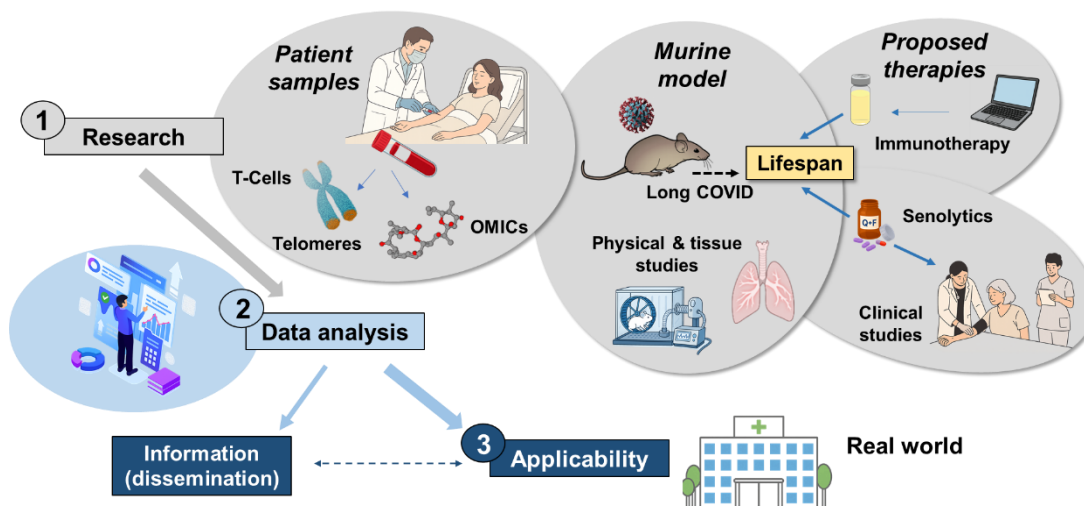 Patient
samples
Murine
model
Proposed
therapies
1
Research
T-Cells
Telomeres
OMICs
Long COVID
Lifespan
Immunotherapy
Physical & tissue
studies
Q+F
Senolytics
Clinical
studies
2
Data analysis
Information
(dissemination)
3
Applicability
Real world